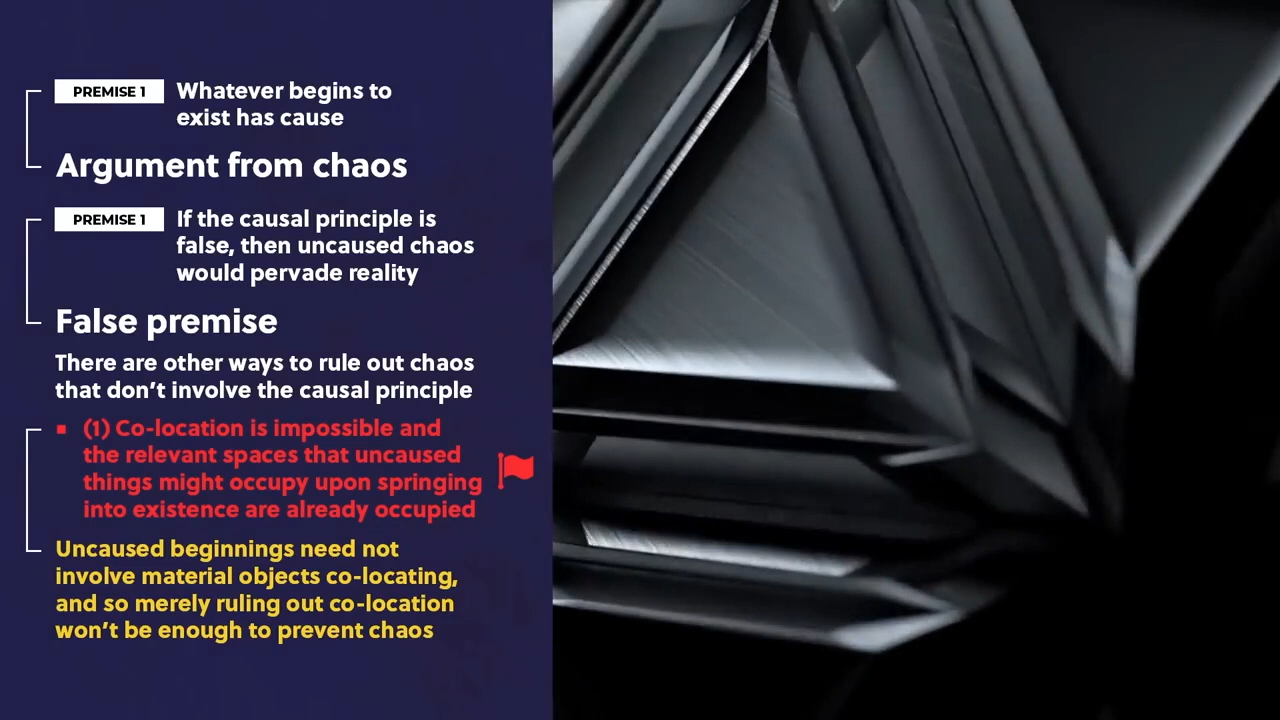 PREMISE 1 Whatever begins to
exist has cause
Argument from chaos
PREMISE 1 If the causal principle is
false, then uncaused chaos
would pervade reality
False premise
There are other ways to rule out chaos
that don’t involve the causal principle
▪ (1) Co-location is impossible and
the relevant spaces that uncaused
things might occupy upon springing
into existence are already occupied
Uncaused beginnings need not
involve material objects co-locating,
and so merely ruling out co-location
won’t be enough to prevent chaos